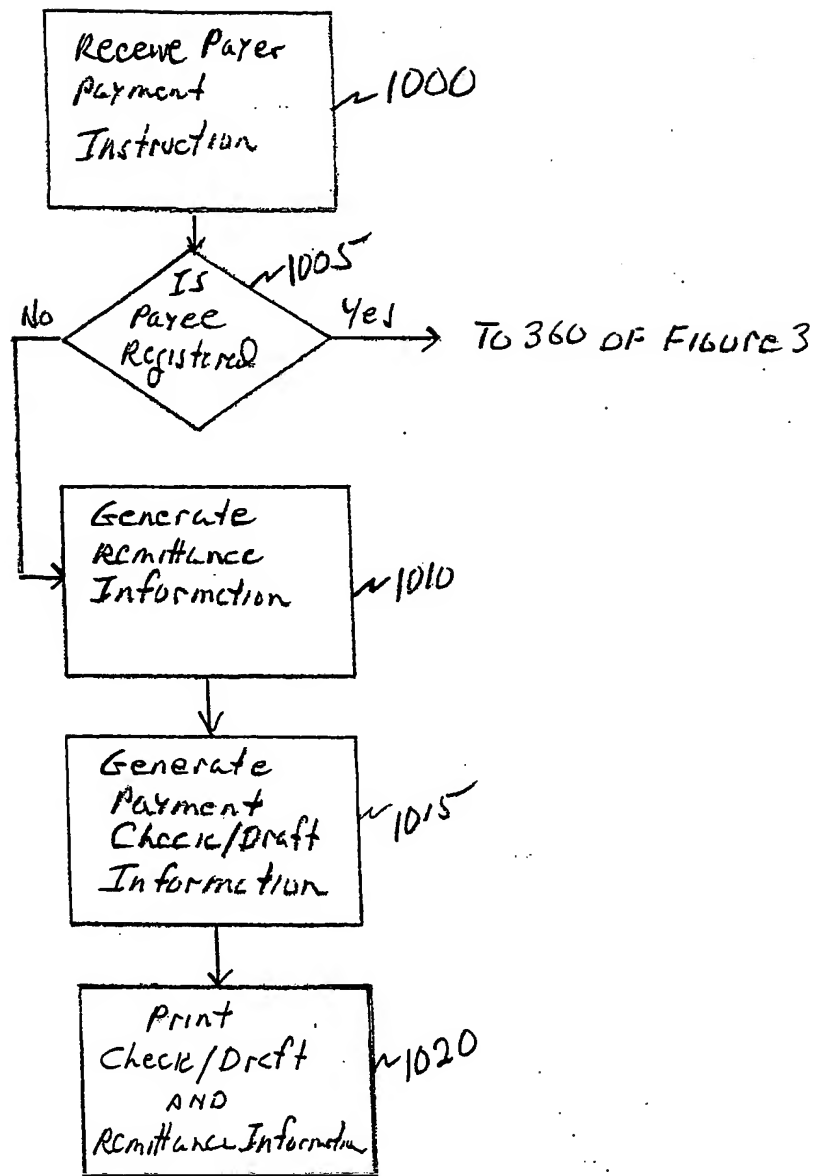 Receive Payer
Payment
Instruction
1000
1005
Is
Payee
Registered
No
Yes
To 360 OF FIGURE 3
Generate
Remittance
Information
1010
Generate
Payment
Check/Draft
Information
1015
Print
Check/Draft
AND
Remittance Information
1020